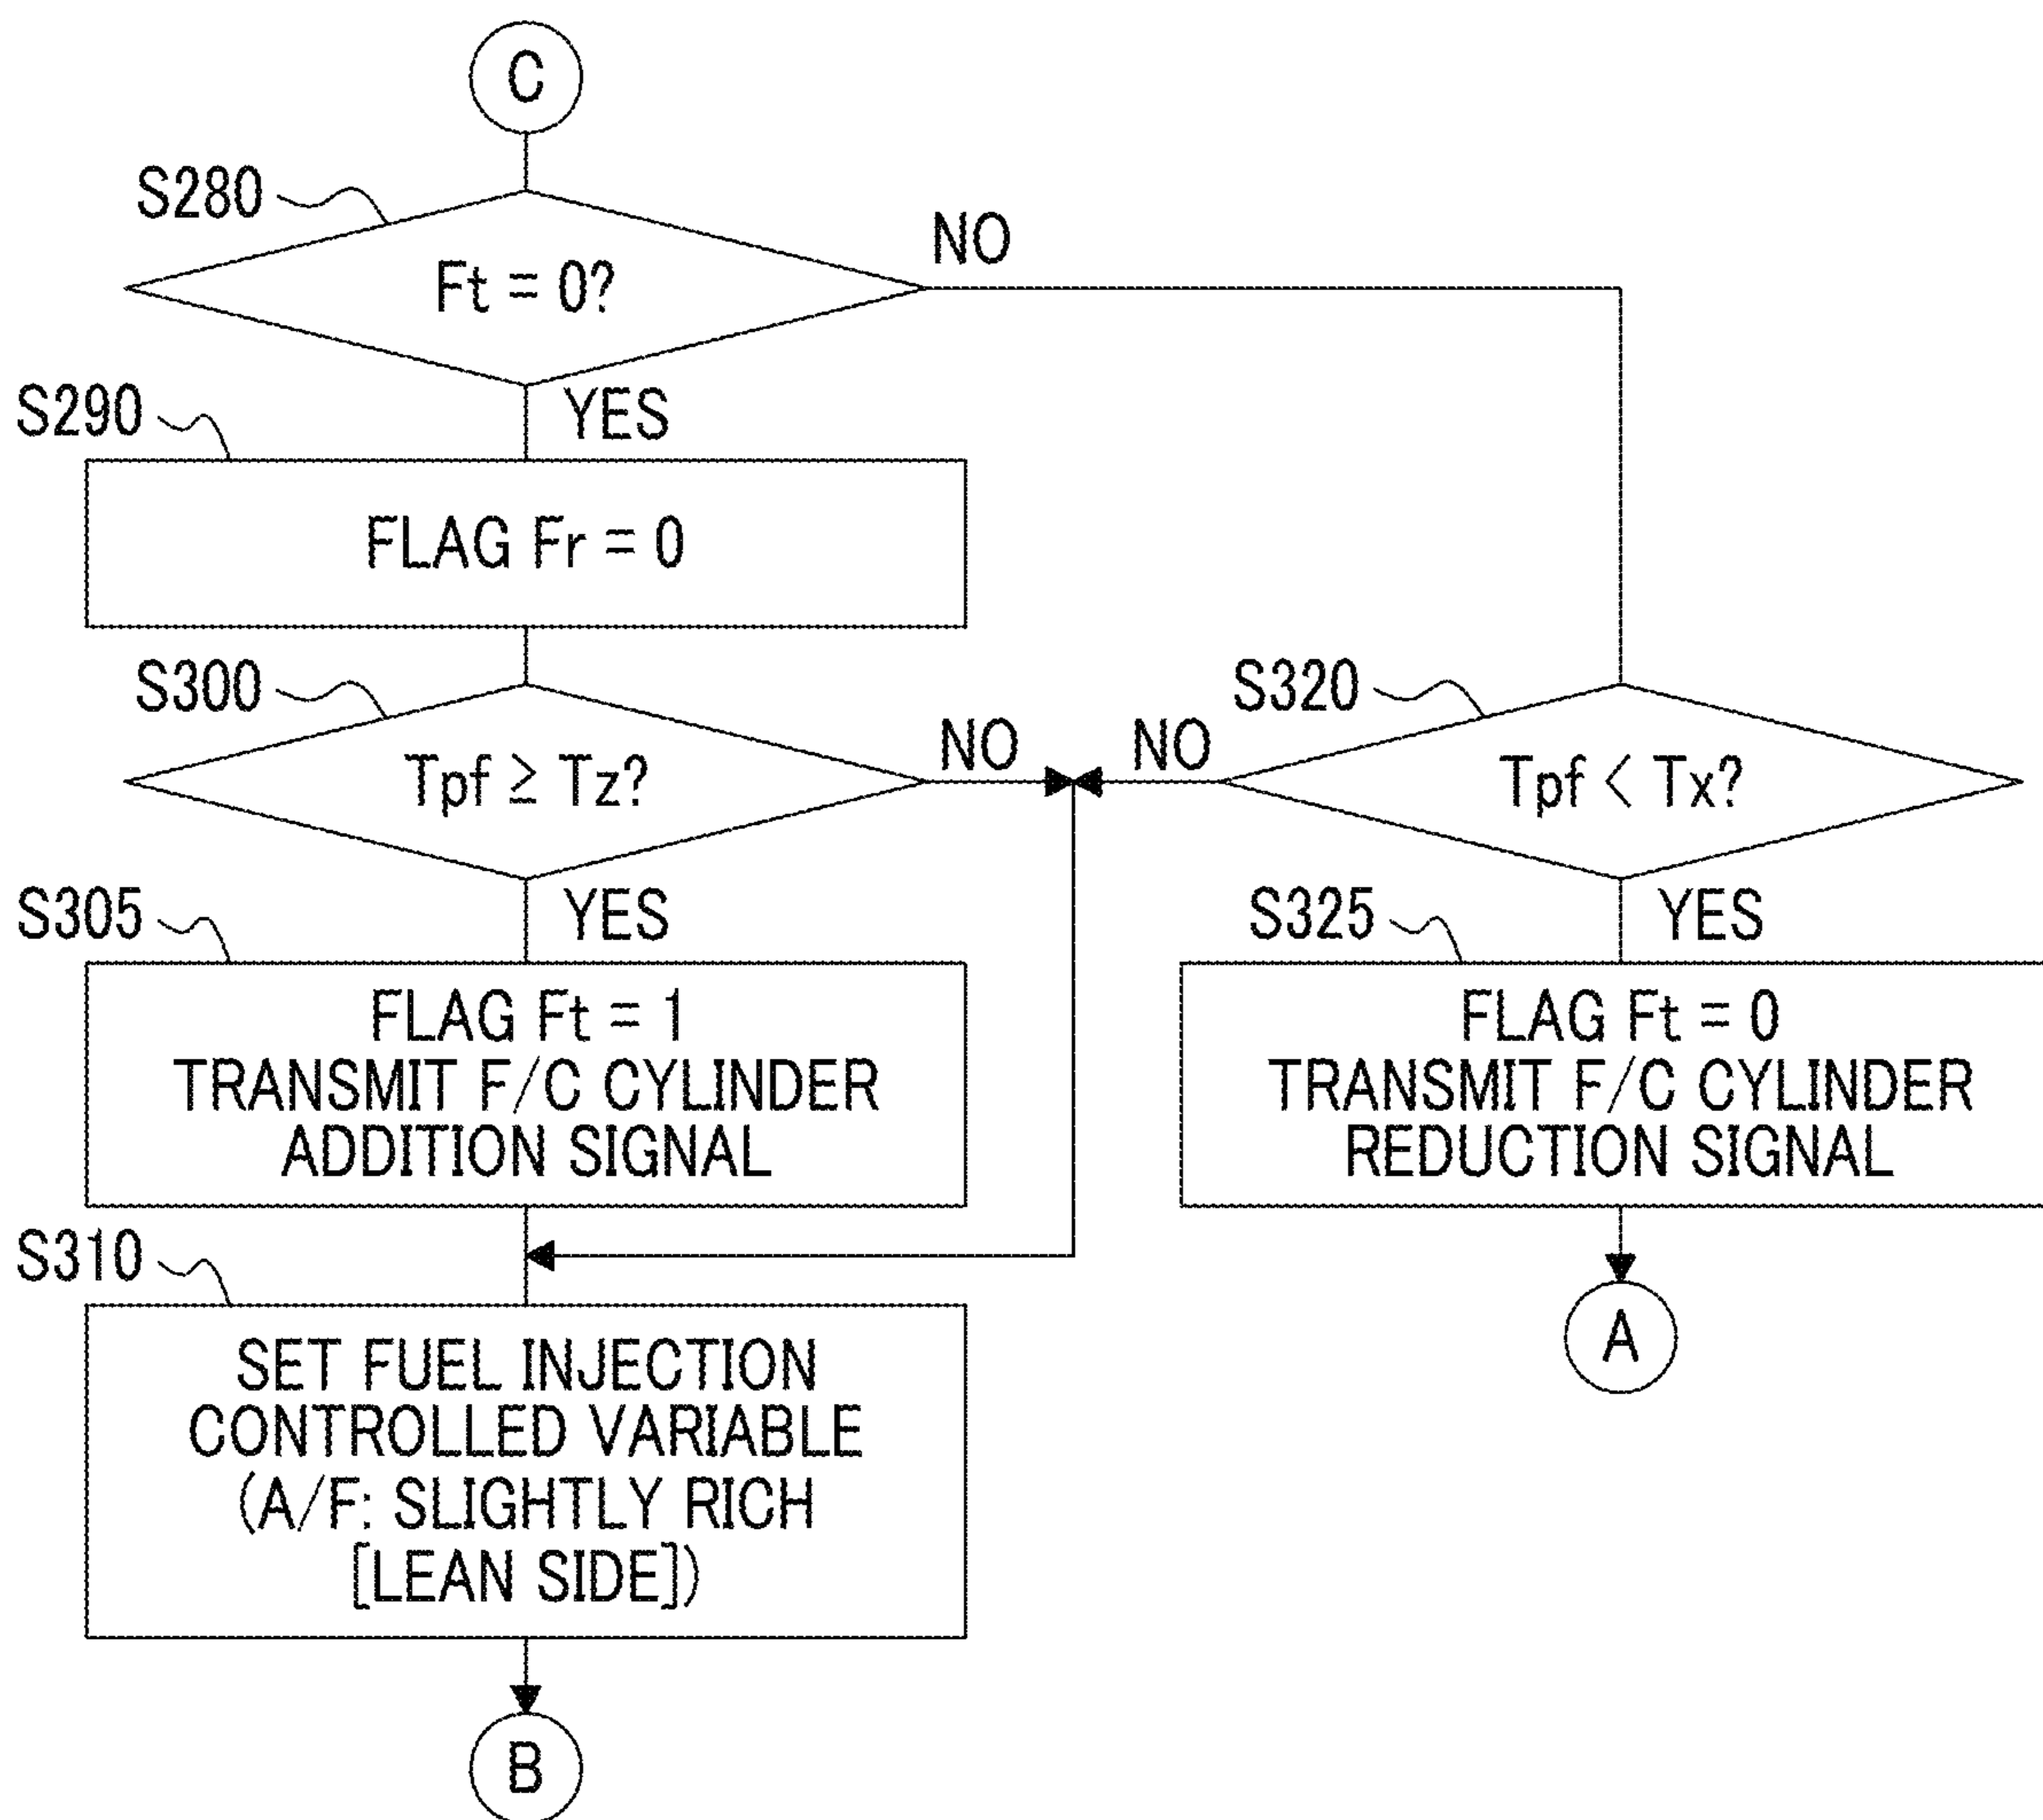 C
S280
Ft = 0?
NO
YES
S290
FLAG Fr = 0
S300
Tpf ≥ Tz?
NO
YES
S305
FLAG Ft = 1
TRANSMIT F/C CYLINDER
ADDITION SIGNAL
S310
SET FUEL INJECTION
CONTROLLED VARIABLE
(A/F: SLIGHTLY RICH
[LEAN SIDE])
B
S320
Tpf < Tx?
NO
YES
S325
FLAG Ft = 0
TRANSMIT F/C CYLINDER
REDUCTION SIGNAL
A